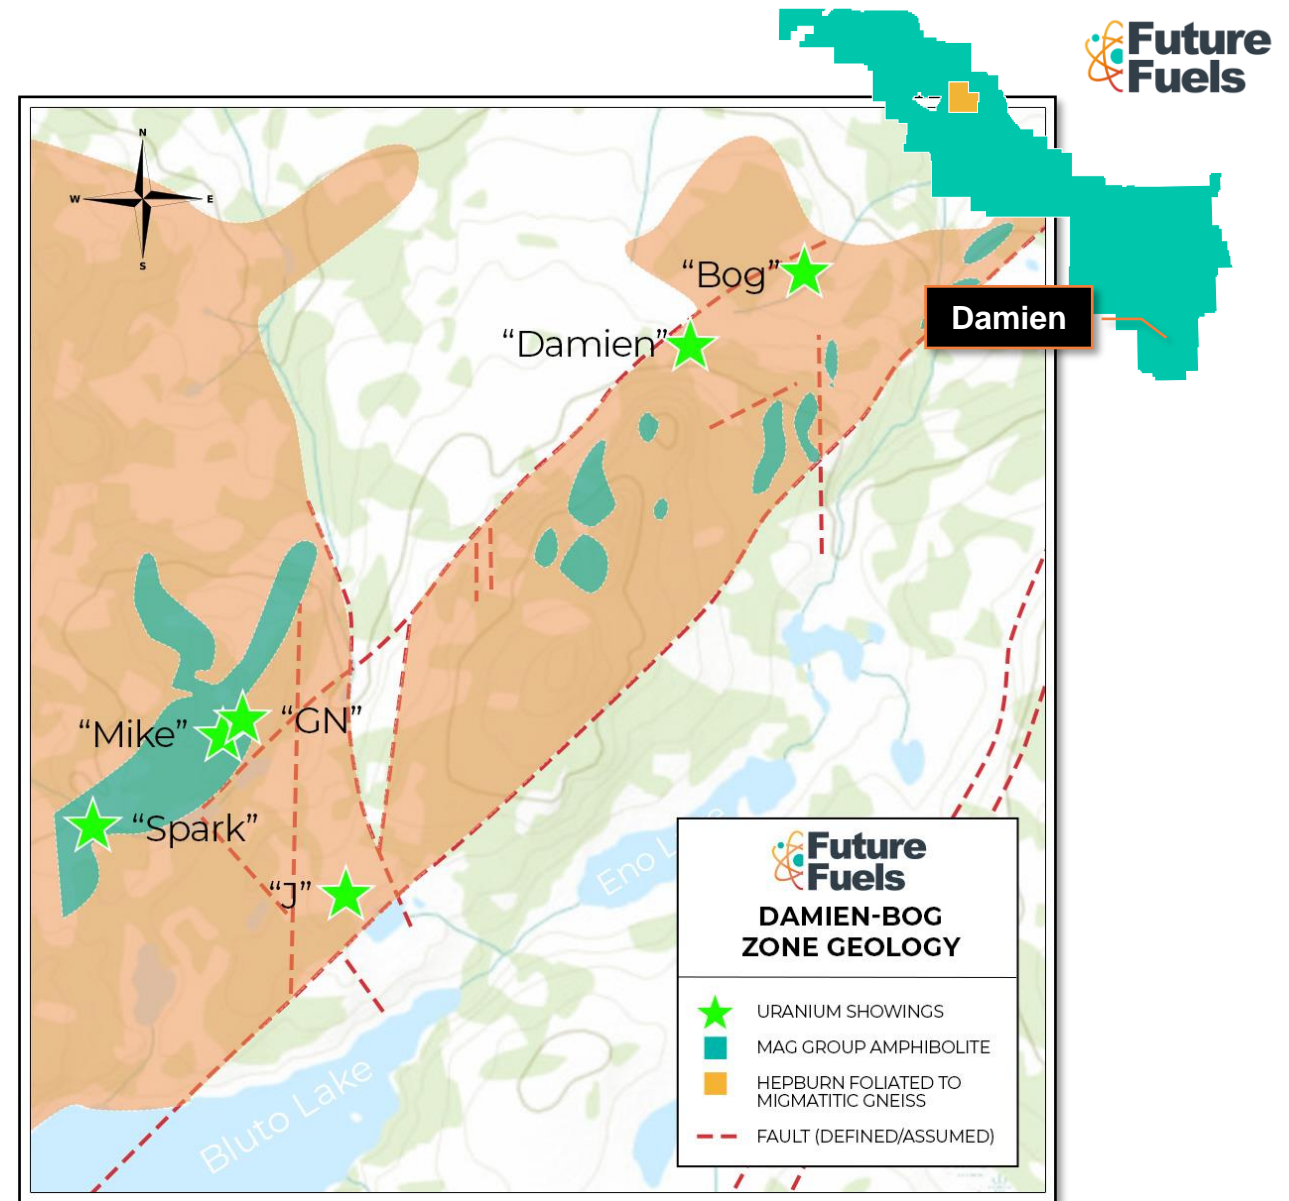 Future
Fuels
N
W
E
S
“Bog”
Damien
“Damien”
“Mike”
“GN”
“Spark”
“J”
Eno L
Bluto Lake
Future
Fuels
DAMIEN-BOG
ZONE GEOLOGY
URANIUM SHOWINGS
MAG GROUP AMPHIBOLITE
HEPBURN FOLIATED TO
MIGMATITIC GNEISS
FAULT (DEFINED/ASSUMED)